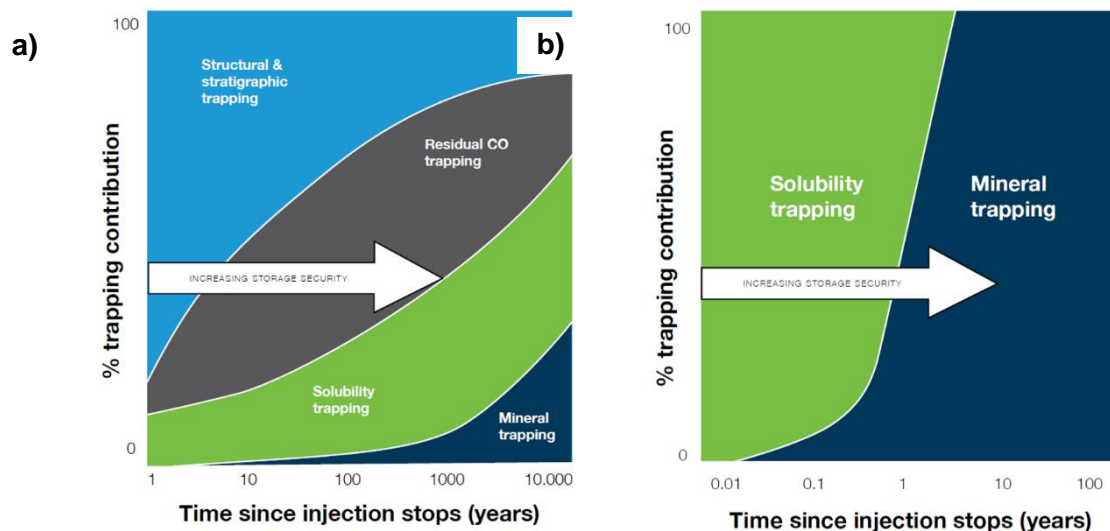 a)
100
Structural &
stratigraphic
trapping
Residual CO
trapping
% trapping contribution
INCREASING STORAGE SECURITY
Solubility
trapping
Mineral
trapping
0
1 10 100 1000 10.000
Time since injection stops (years)
b)
100
Solubility
trapping
Mineral
trapping
% trapping contribution
INCREASING STORAGE SECURITY
0
0.01 0.1 1 10 100
Time since injection stops (years)